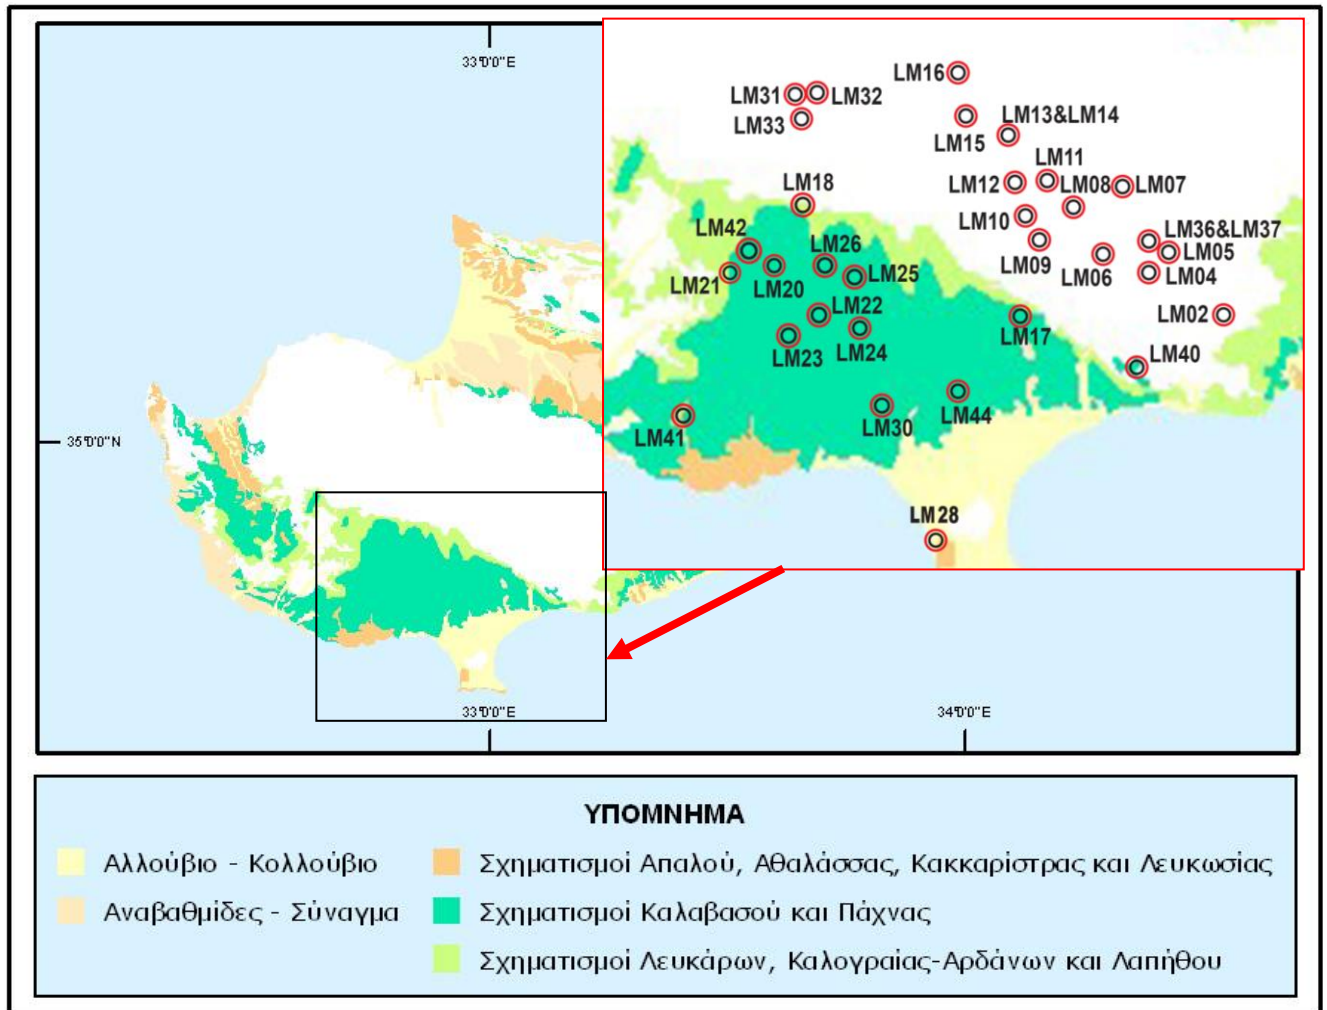 33°0'0"E
LM16
LM31
LM32
LM33
LM13&LM14
LM15
LM11
LM18
LM12
LM08
LM07
LM10
LM42
LM26
LM36&LM37
LM05
LM09
LM06
LM21
LM20
LM25
LM04
LM22
LM02
LM17
LM23
LM24
LM40
LM30
LM44
LM41
35°0'0"N
LM28
33°0'0"E
34°0'0"E
ΥΠΟΜΝΗΜΑ
Αλλούβιο - Κολλούβιο
Σχηματισμοί Απαλού, Αθαλάσσας, Κακκαρίστρας και Λευκωσίας
Αναβαθμίδες - Σύναγμα
Σχηματισμοί Καλαβασού και Πάχνας
Σχηματισμοί Λευκάρων, Καλογραίας-Αρδάνων και Λαπήθου